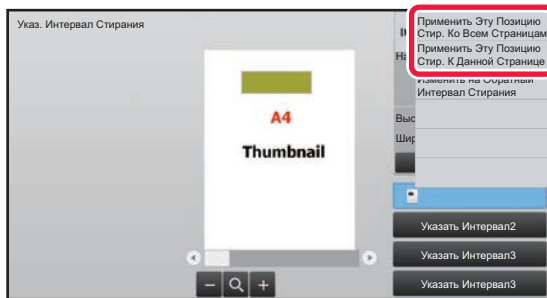 Указ. Интервал Стирания
Применить Эту Позицию
Стир. Ко Всем Страницам
Применить Эту Позицию
Стир. К Данной Странице
Изменить на Обратный
Интервал Стирания
A4
Thumbnail
Указать Интервал2
Указать Интервал3
Указать Интервал3